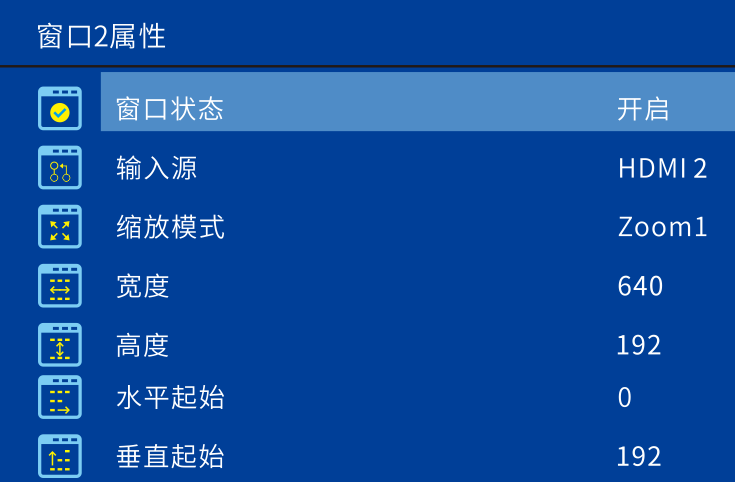 窗口2属性
窗口状态 开启
输入源 HDMI 2
缩放模式 Zoom1
宽度 640
高度 192
水平起始 0
垂直起始 192